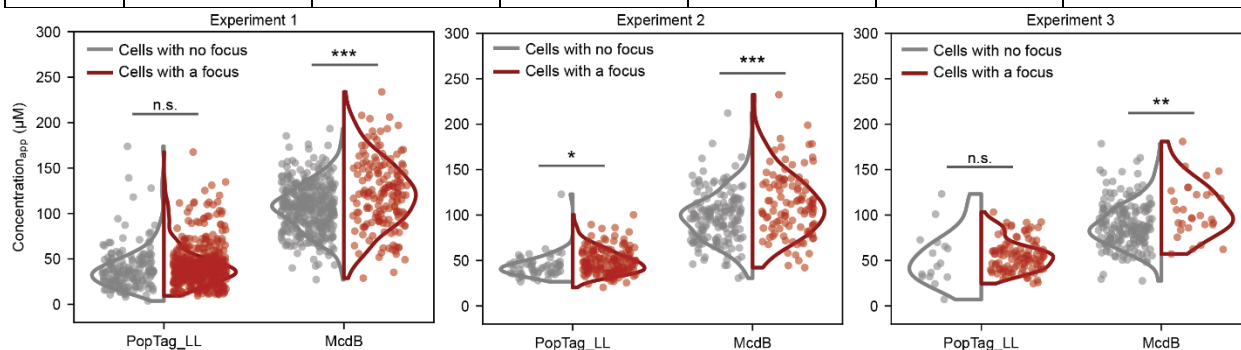 Experiment 1
300
250
200
150
100
50
0
Concentration_app (µM)
Cells with no focus
Cells with a focus
n.s.
***
PopTag_LL
McdB
Experiment 2
300
250
200
150
100
50
0
Cells with no focus
Cells with a focus
*
***
PopTag_LL
McdB
Experiment 3
300
250
200
150
100
50
0
Cells with no focus
Cells with a focus
n.s.
**
PopTag_LL
McdB